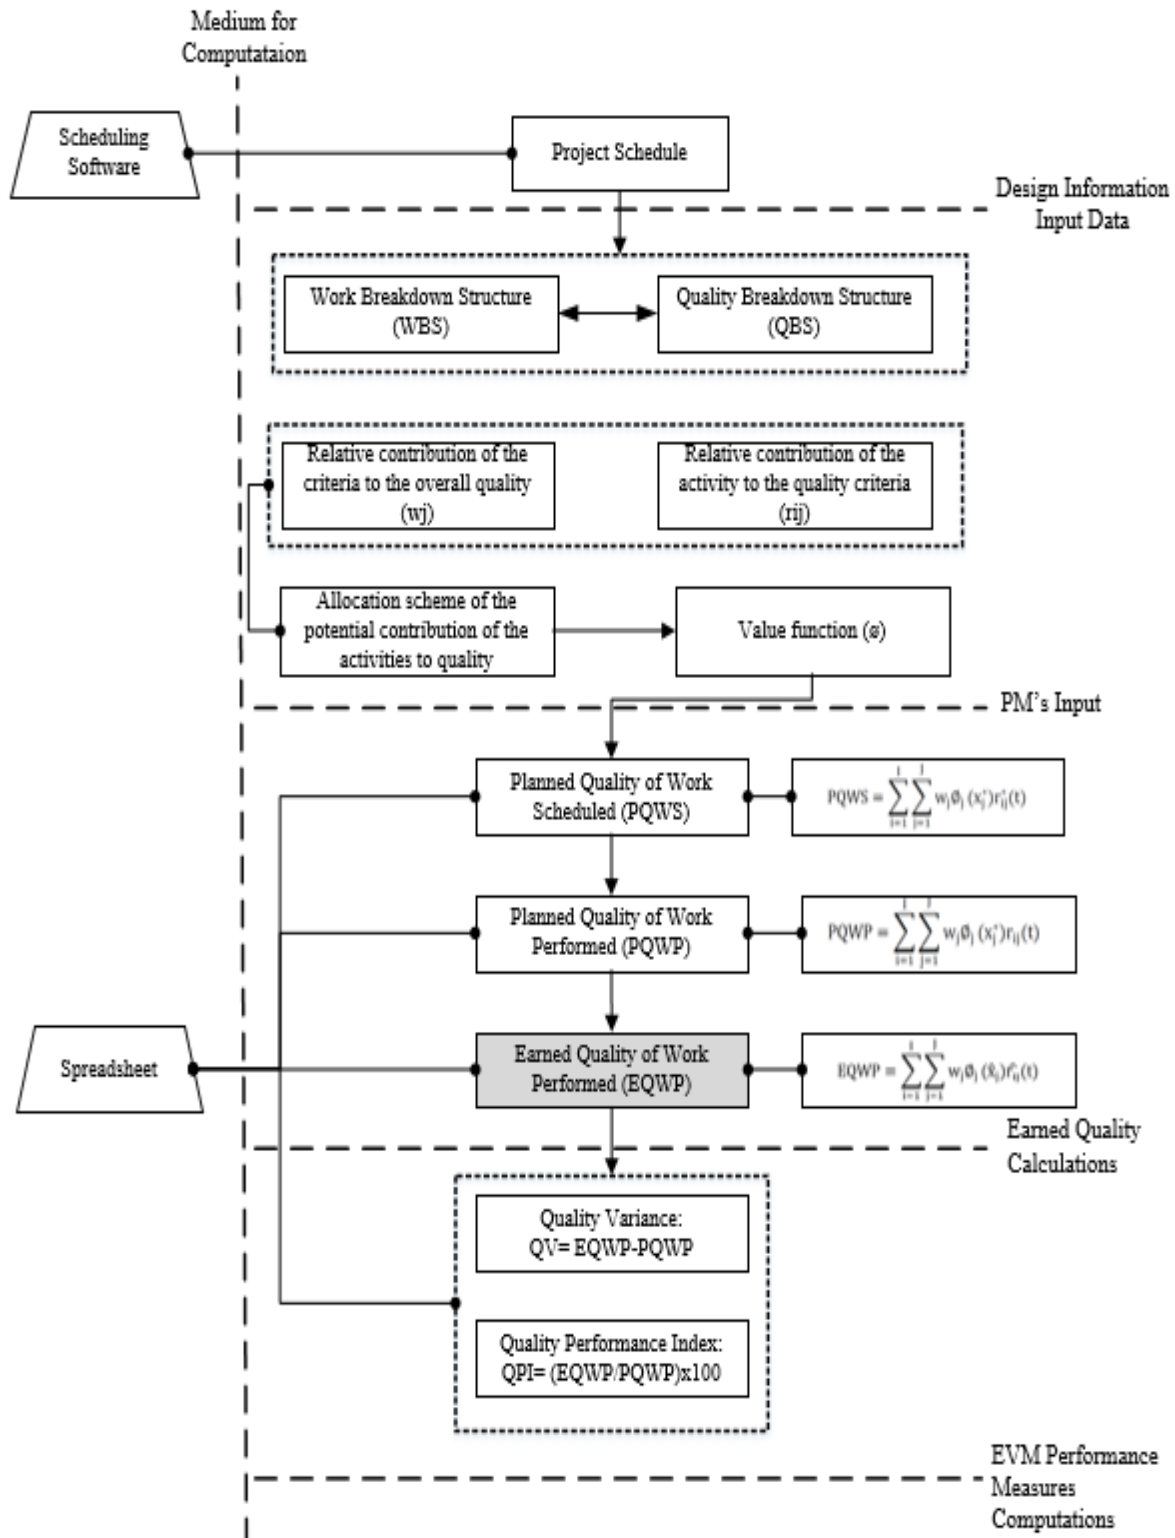 Medium for
Computataion
Scheduling
Software
Project Schedule
Design Information
Input Data
Work Breakdown Structure
(WBS)
Quality Breakdown Structure
(QBS)
Relative contribution of the
criteria to the overall quality
(wj)
Relative contribution of the
activity to the quality criteria
(rij)
Allocation scheme of the
potential contribution of the
activities to quality
Value function (ø)
PM's Input
Planned Quality of Work
Scheduled (PQWS)
PQWS =
Planned Quality of Work
Performed (PQWP)
PQWP =
Spreadsheet
Earned Quality of Work
Performed (EQWP)
EQWP =
Earned Quality
Calculations
Quality Variance:
QV= EQWP-PQWP
Quality Performance Index:
QPI= (EQWP/PQWP)x100
EVM Performance
Measures
Computations